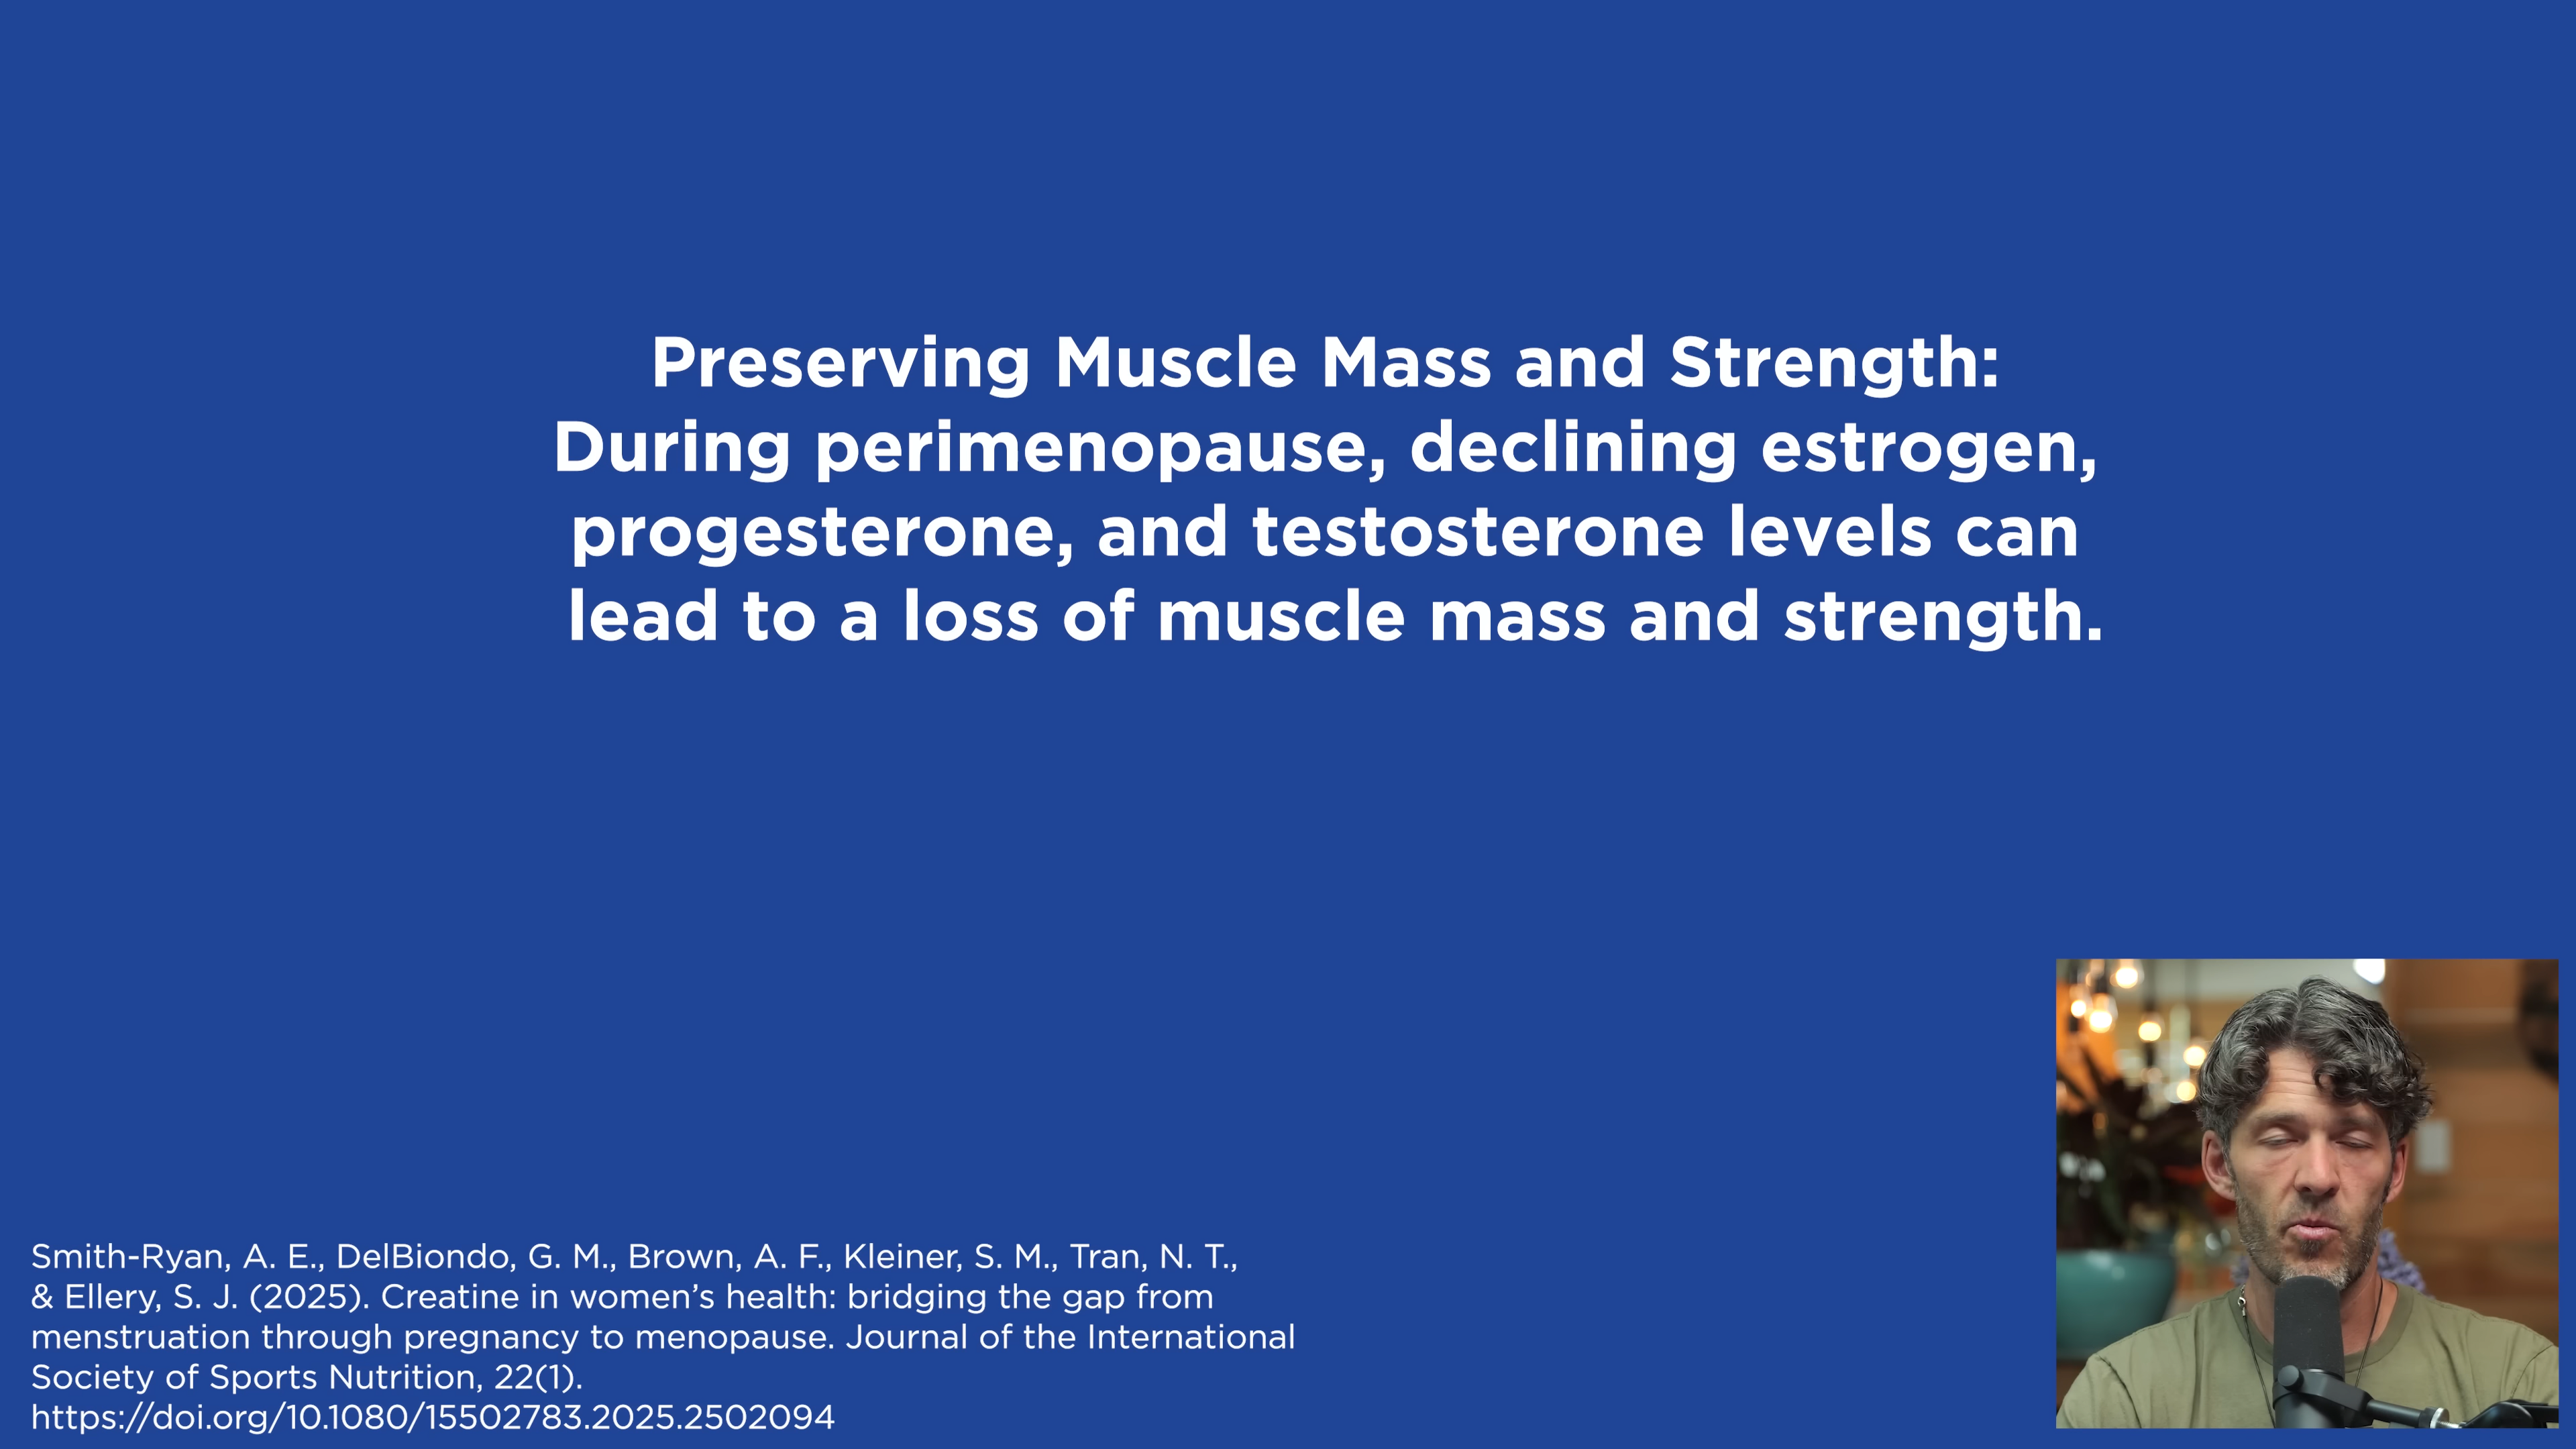 Preserving Muscle Mass and Strength:
During perimenopause, declining estrogen,
progesterone, and testosterone levels can
lead to a loss of muscle mass and strength.
Smith-Ryan, A. E., DelBiondo, G. M., Brown, A. F., Kleiner, S. M., Tran, N. T.,
& Ellery, S. J. (2025). Creatine in women’s health: bridging the gap from
menstruation through pregnancy to menopause. Journal of the International
Society of Sports Nutrition, 22(1).
https://doi.org/10.1080/15502783.2025.2502094